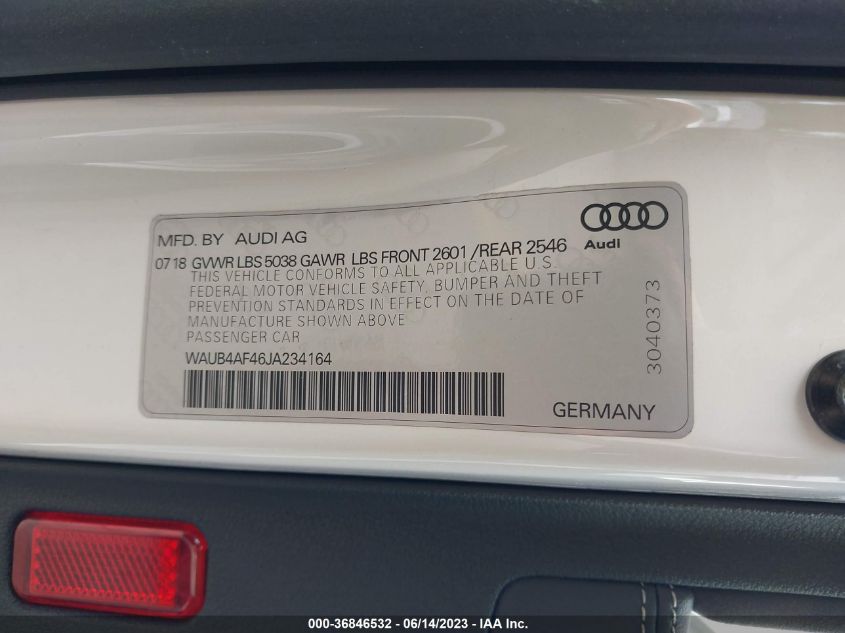 MFD. BY AUDI AG
Audi
0718 GVWR LBS 5038 GAWR LBS FRONT 2601 /REAR 2546
THIS VEHICLE CONFORMS TO ALL APPLICABLE U.S.
FEDERAL MOTOR VEHICLE SAFETY, BUMPER AND THEFT
PREVENTION STANDARDS IN EFFECT ON THE DATE OF
MANUFACTURE SHOWN ABOVE
PASSENGER CAR
WAUB4AF46JA234164
3040373
GERMANY
000-36846532 - 06/14/2023 - IAA Inc.